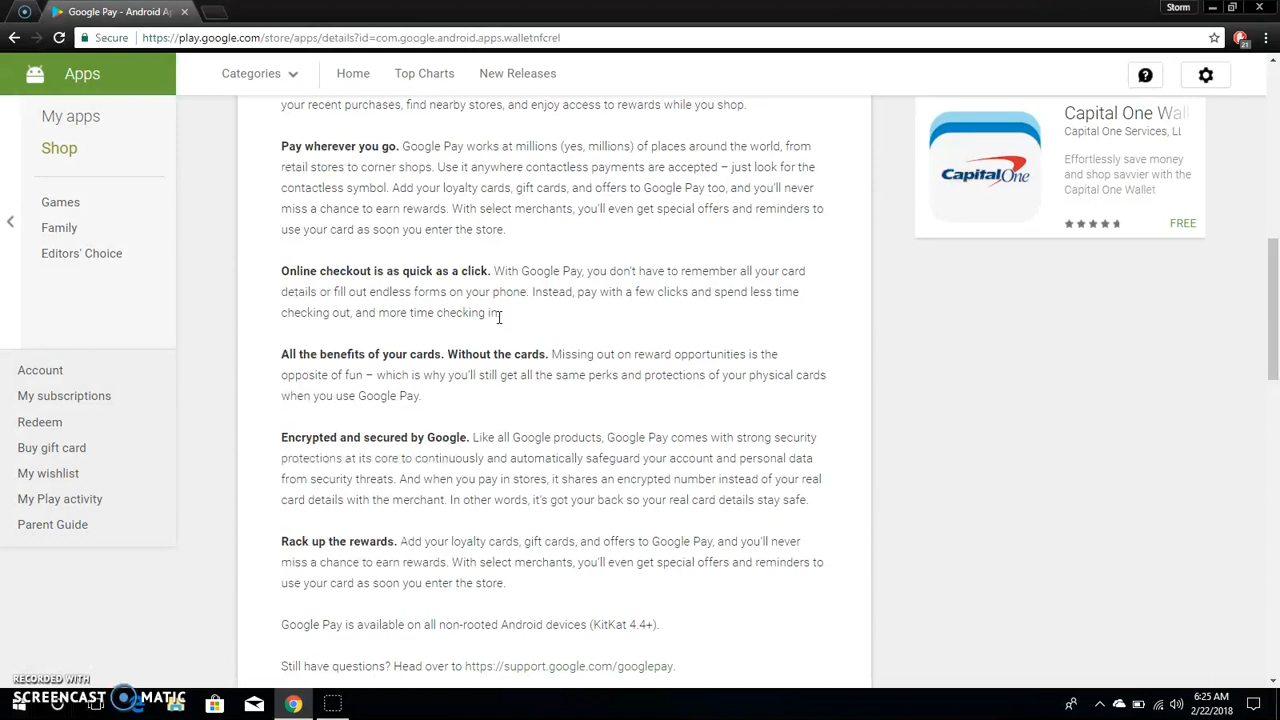 Google Pay - Android Ap
Storm
Secure
https://play.google.com/store/apps/details?id=com.google.android.apps.walletnfcrel
21
Apps
Categories
Home
Top Charts
New Releases
My apps
Shop
Games
Family
Editors' Choice
Account
My subscriptions
Redeem
Buy gift card
My wishlist
My Play activity
Parent Guide
your recent purchases, find nearby stores, and enjoy access to rewards while you shop.
Pay wherever you go. Google Pay works at millions (yes, millions) of places around the world, from
retail stores to corner shops. Use it anywhere contactless payments are accepted – just look for the
contactless symbol. Add your loyalty cards, gift cards, and offers to Google Pay too, and you'll never
miss a chance to earn rewards. With select merchants, you'll even get special offers and reminders to
use your card as soon you enter the store.
Online checkout is as quick as a click. With Google Pay, you don't have to remember all your card
details or fill out endless forms on your phone. Instead, pay with a few clicks and spend less time
checking out, and more time checking in.
All the benefits of your cards. Without the cards. Missing out on reward opportunities is the
opposite of fun – which is why you'll still get all the same perks and protections of your physical cards
when you use Google Pay.
Encrypted and secured by Google. Like all Google products, Google Pay comes with strong security
protections at its core to continuously and automatically safeguard your account and personal data
from security threats. And when you pay in stores, it shares an encrypted number instead of your real
card details with the merchant. In other words, it's got your back so your real card details stay safe.
Rack up the rewards. Add your loyalty cards, gift cards, and offers to Google Pay, and you'll never
miss a chance to earn rewards. With select merchants, you'll even get special offers and reminders to
use your card as soon you enter the store.
Google Pay is available on all non-rooted Android devices (KitKat 4.4+).
Still have questions? Head over to https://support.google.com/googlepay.
Capital One
Capital One Wall
Capital One Services, LL
Effortlessly save money
and shop savvier with the
Capital One Wallet
FREE
RECORDED WITH
SCREENCAST MATIC
6:25 AM
2/22/2018